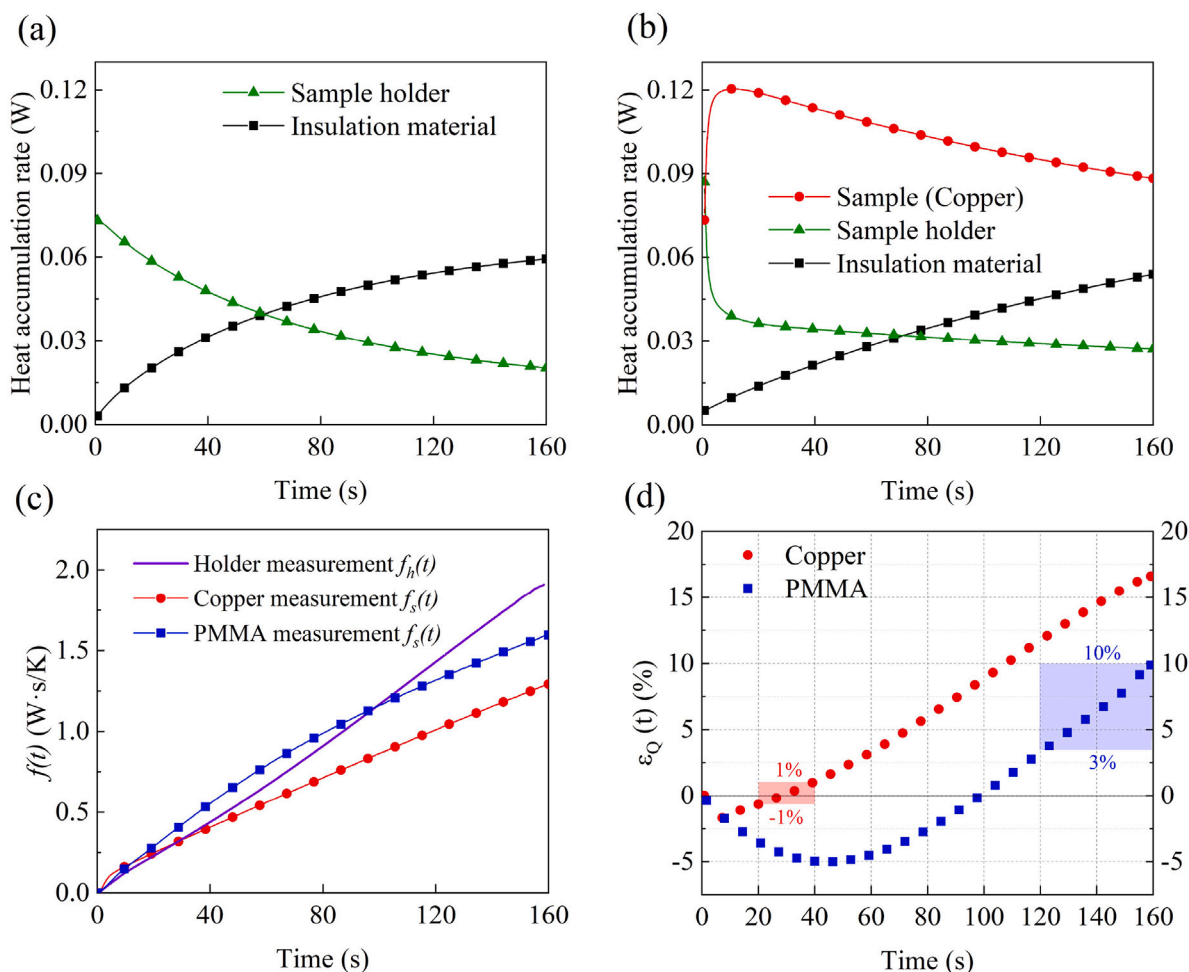 (a)
0.12
0.09
0.06
0.03
0.00
Heat accumulation rate (W)
Sample holder
Insulation material
0 40 80 120 160
Time (s)
(b)
0.12
0.09
0.06
0.03
0.00
Heat accumulation rate (W)
Sample (Copper)
Sample holder
Insulation material
0 40 80 120 160
Time (s)
(c)
2.0
1.5
1.0
0.5
0.0
f(t) (W·s/K)
Holder measurement f_h(t)
Copper measurement f_s(t)
PMMA measurement f_s(t)
0 40 80 120 160
Time (s)
(d)
20 20
15 15
10 10
5 5
0 0
-5 -5
ε_Q (t) (%)
Copper
PMMA
10%
3%
1%
-1%
0 20 40 60 80 100 120 140 160
Time (s)